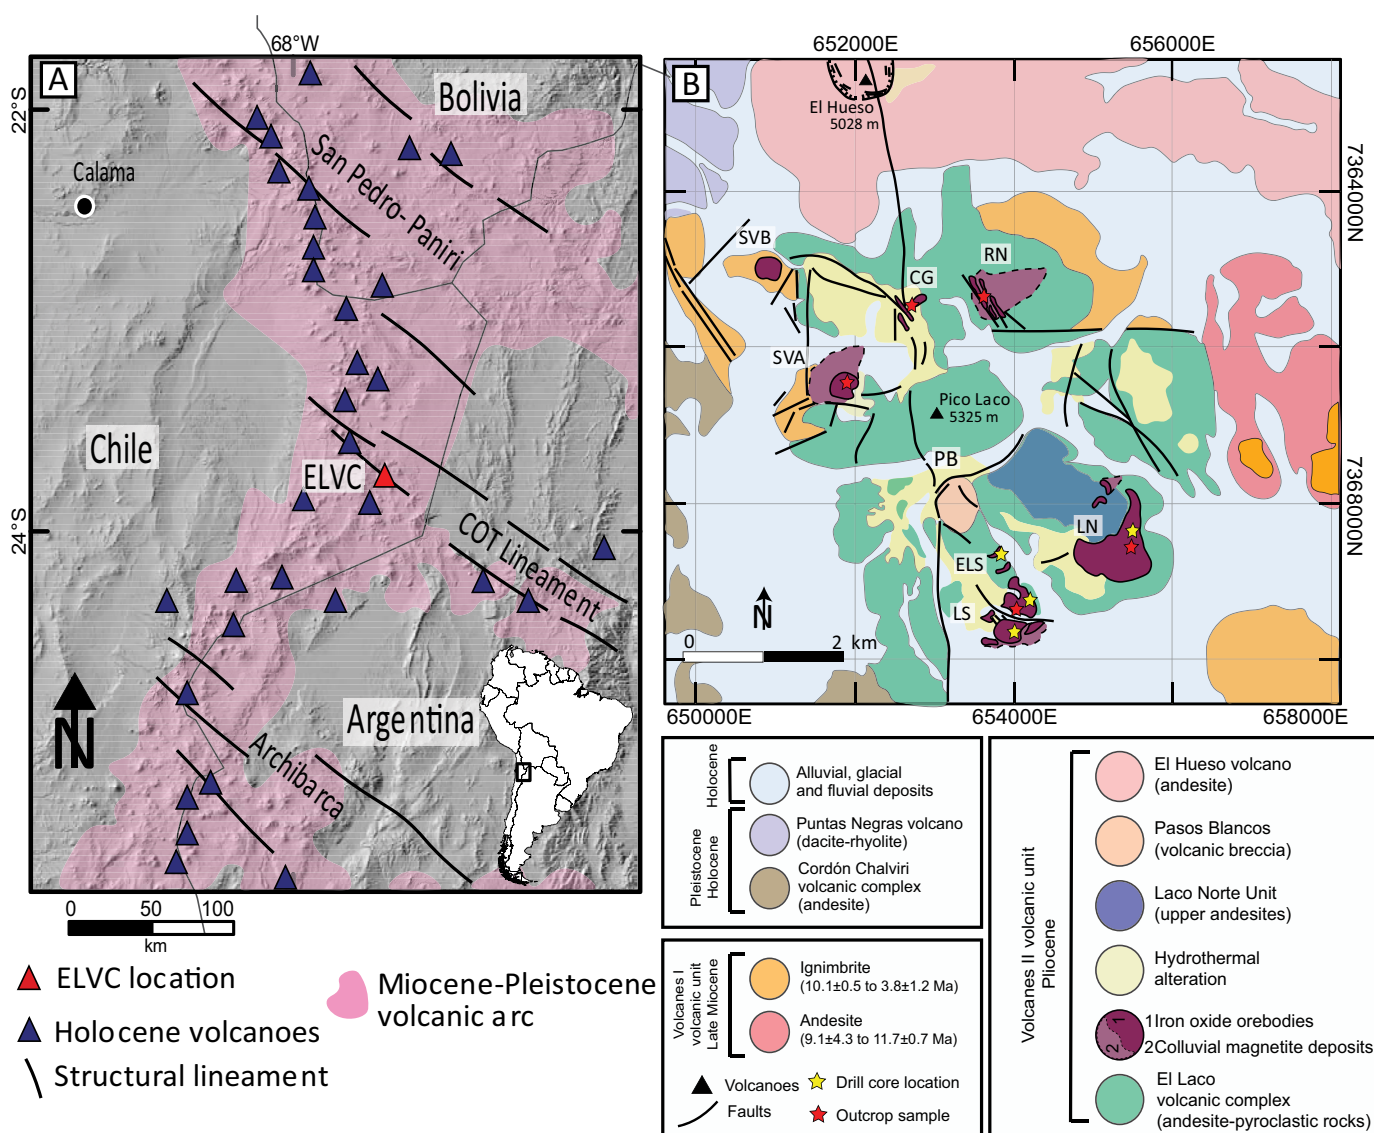 A
68°W
22°S
24°S
Bolivia
San Pedro- Paniri
Calama
Chile
ELVC
COT Lineament
Argentina
Archibarca
N
0 50 100
km
ELVC location
Holocene volcanoes
Structural lineament
Miocene-Pleistocene
volcanic arc
B
652000E 656000E
El Hueso
5028 m
7364000N
SVB
RN
CG
SVA
Pico Laco
5325 m
PB
7368000N
LN
ELS
LS
N
0 2 km
650000E 654000E 658000E
Holocene
Alluvial, glacial
and fluvial deposits
Pleistocene
Holocene
Puntas Negras volcano
(dacite-rhyolite)
Cordón Chalviri
volcanic complex
(andesite)
Volcanes I
volcanic unit
Late Miocene
Ignimbrite
(10.1±0.5 to 3.8±1.2 Ma)
Andesite
(9.1±4.3 to 11.7±0.7 Ma)
Volcanoes
Drill core location
Faults
Outcrop sample
Volcanes II volcanic unit
Pliocene
El Hueso volcano
(andesite)
Pasos Blancos
(volcanic breccia)
Laco Norte Unit
(upper andesites)
Hydrothermal
alteration
1
2
1Iron oxide orebodies
2Colluvial magnetite deposits
El Laco
volcanic complex
(andesite-pyroclastic rocks)